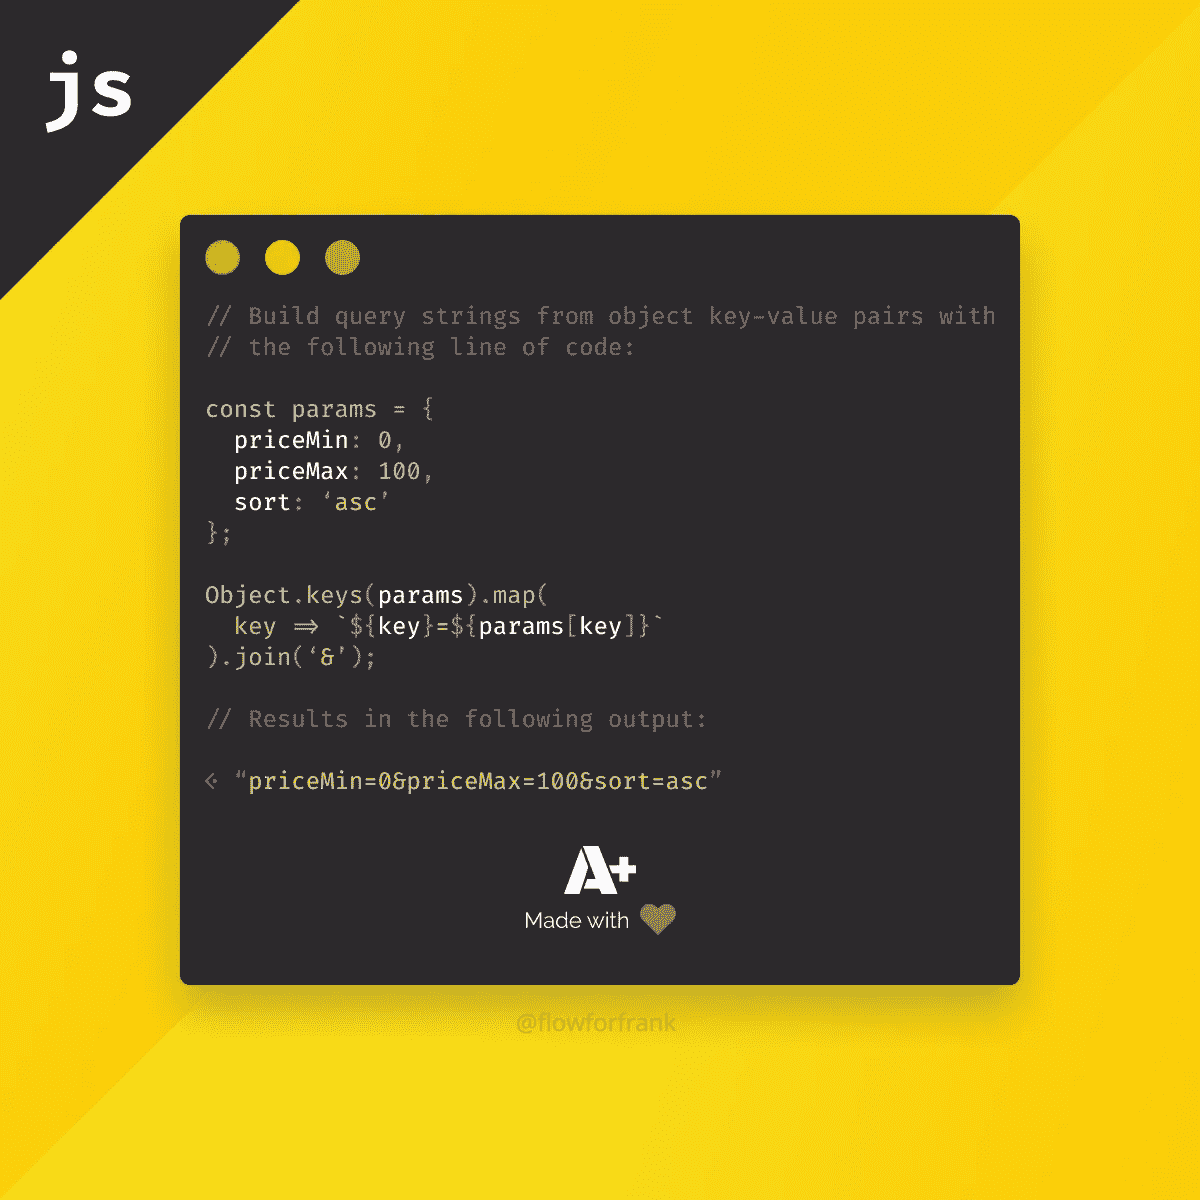 js
// Build query strings from object key-value pairs with
// the following line of code:
const params = {
priceMin: 0,
priceMax: 100,
sort: ‘asc’
};
Object.keys(params).map(
key => `${key}=${params[key]}`
).join(‘&’);
// Results in the following output:
<· “priceMin=0&priceMax=100&sort=asc”
A+
Made with
@flowforfrank